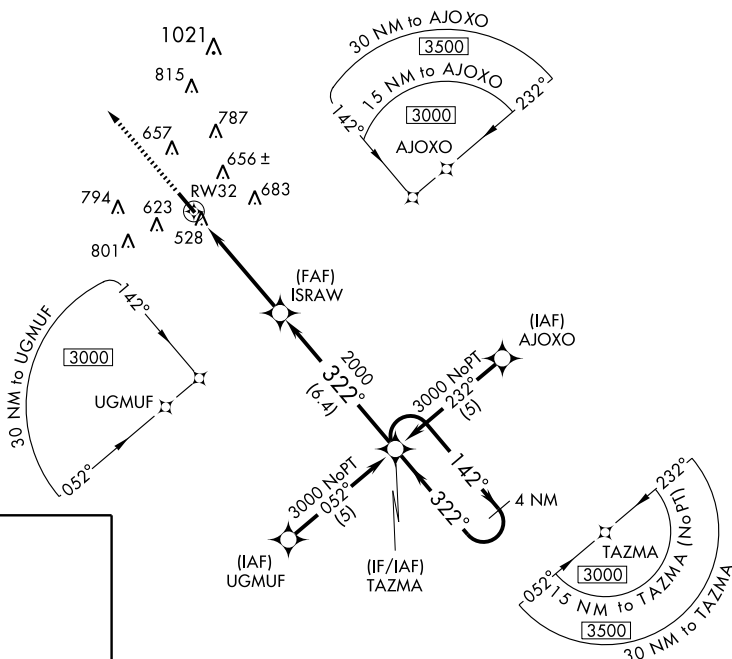 1021
815
787
657
656 ±
683
RW32
794
623
528
801
30 NM to AJOXO
3500
15 NM to AJOXO
3000
142°
232°
AJOXO
(FAF)
ISRAW
142°
3000
30 NM to UGMUF
UGMUF
052°
(IAF)
AJOXO
2000
322°
(6.4)
3000 NoPT
232°
(5)
142°
322°
4 NM
3000 NoPT
052°
(5)
(IAF)
UGMUF
(IF/IAF)
TAZMA
232°
TAZMA
052°
3000
15 NM to TAZMA (NoPT)
3500
30 NM to TAZMA